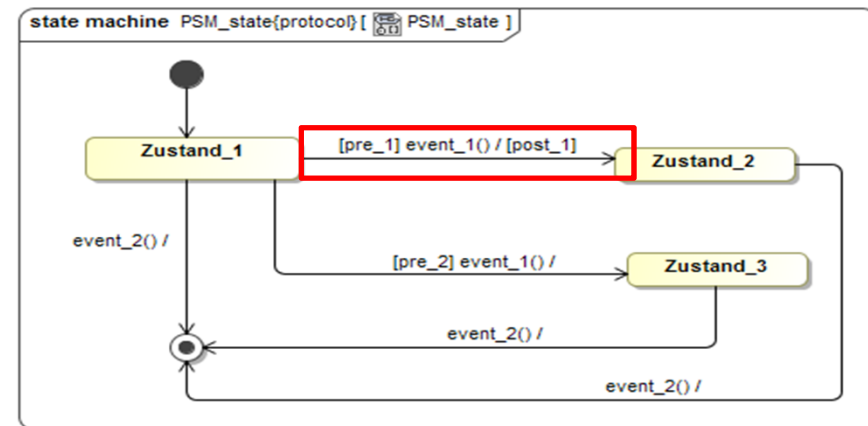 state machine PSM_state{protocol} [ PSM_state ]
Zustand_1
[pre_1] event_1() / [post_1]
Zustand_2
event_2() /
[pre_2] event_1() /
Zustand_3
event_2() /
event_2() /